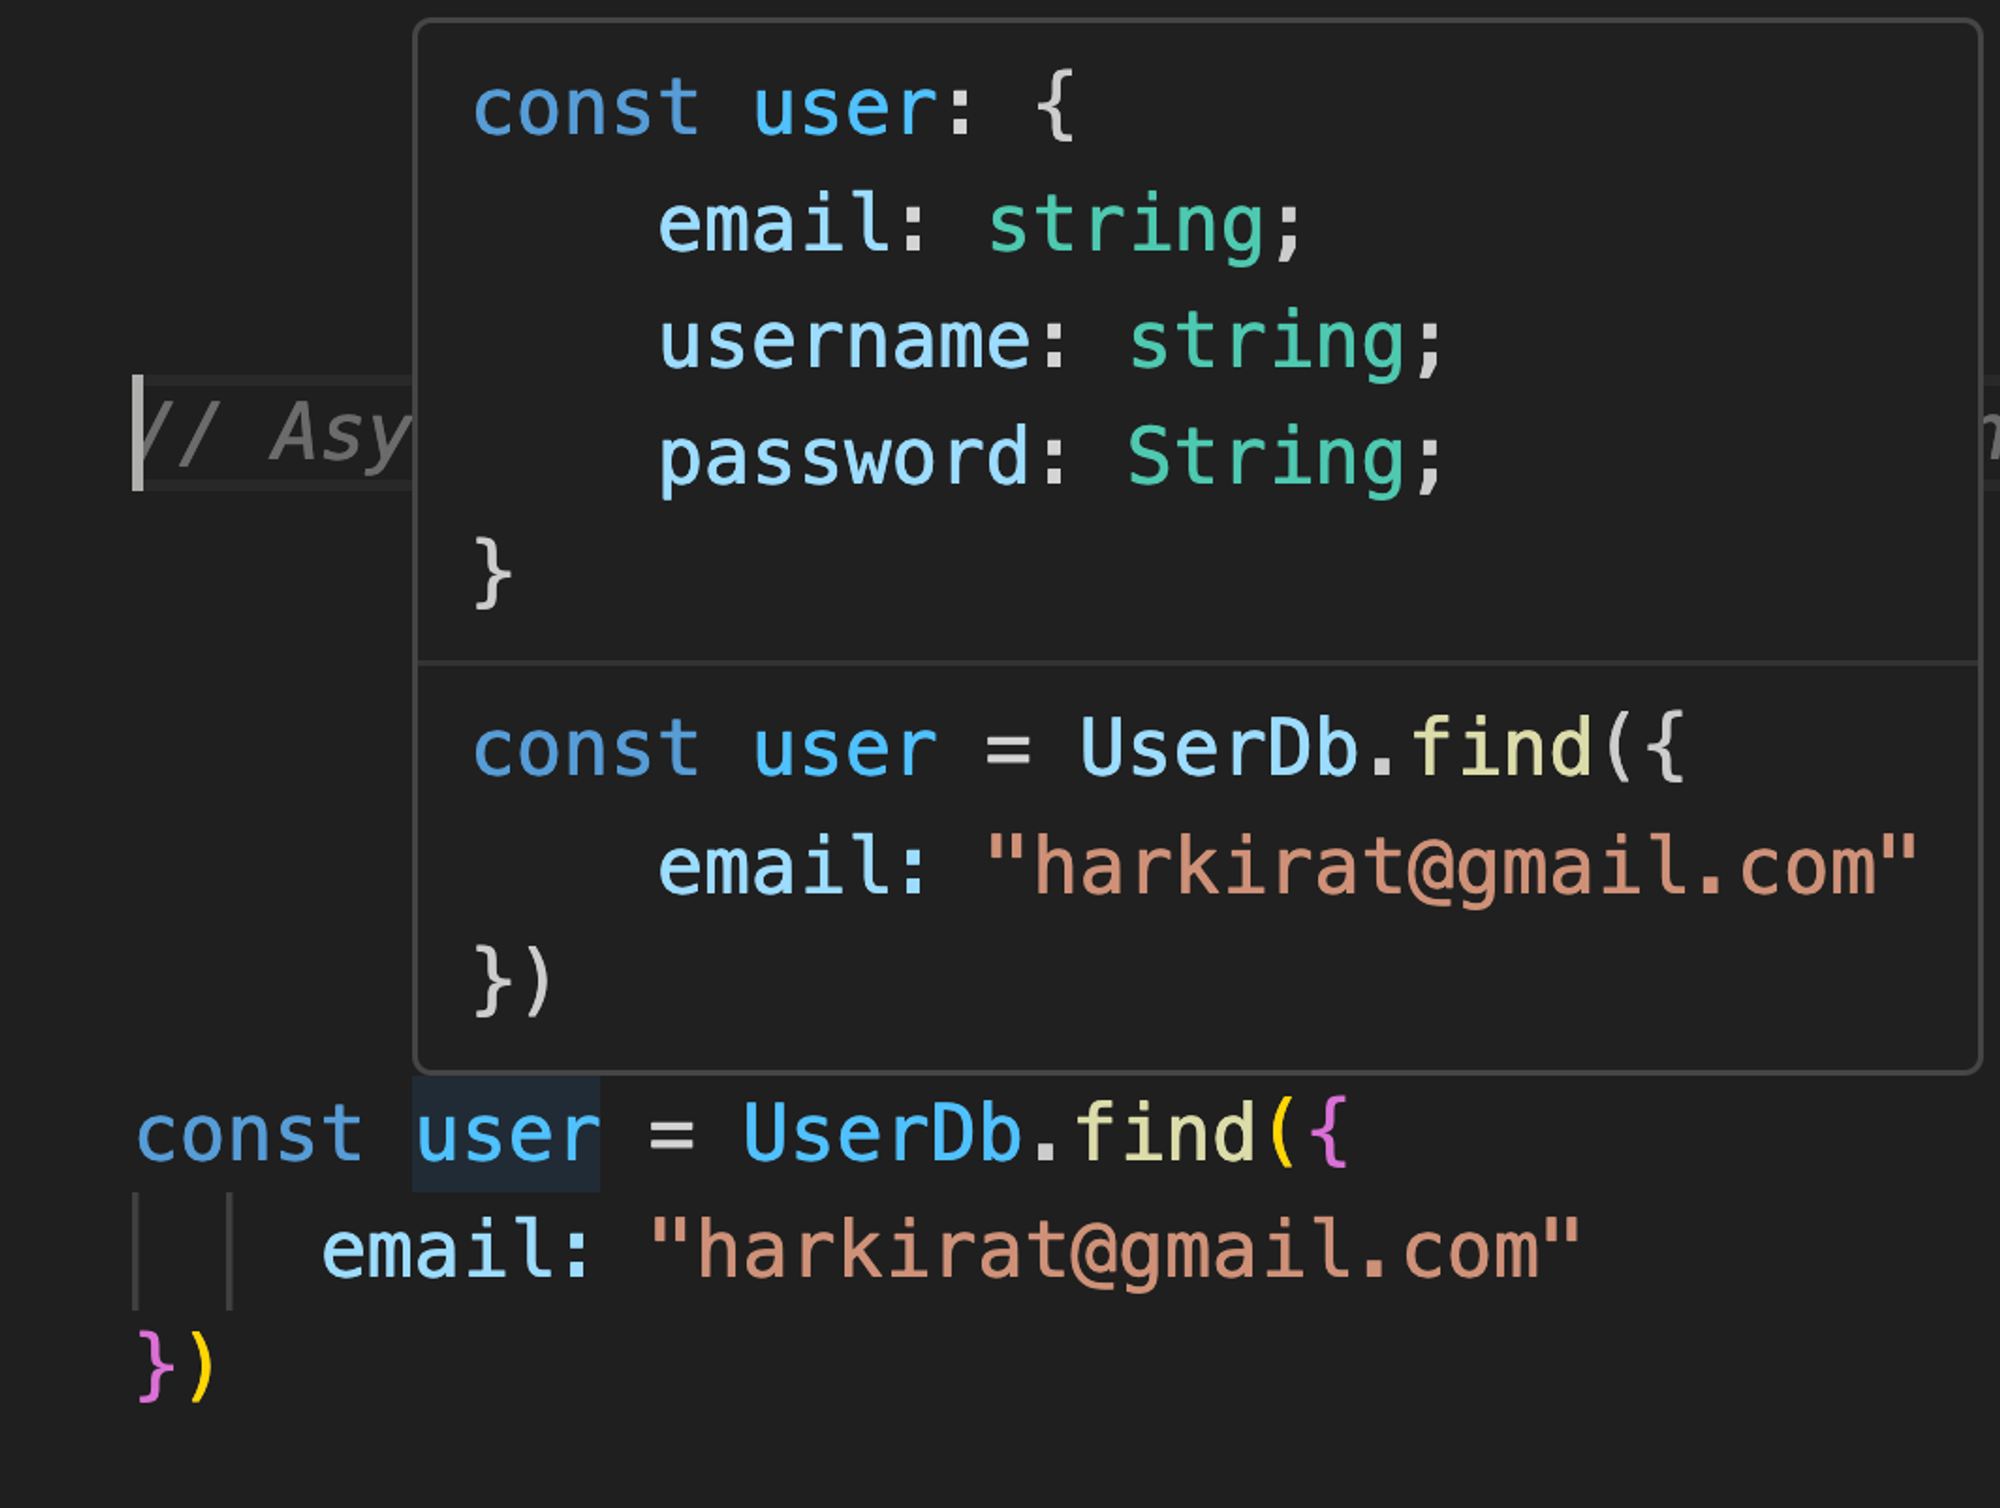 const user: {
    email: string;
    username: string;
    password: String;
}
// Asy
const user = UserDb.find({
    email: "harkirat@gmail.com"
})
const user = UserDb.find({
    email: "harkirat@gmail.com"
})